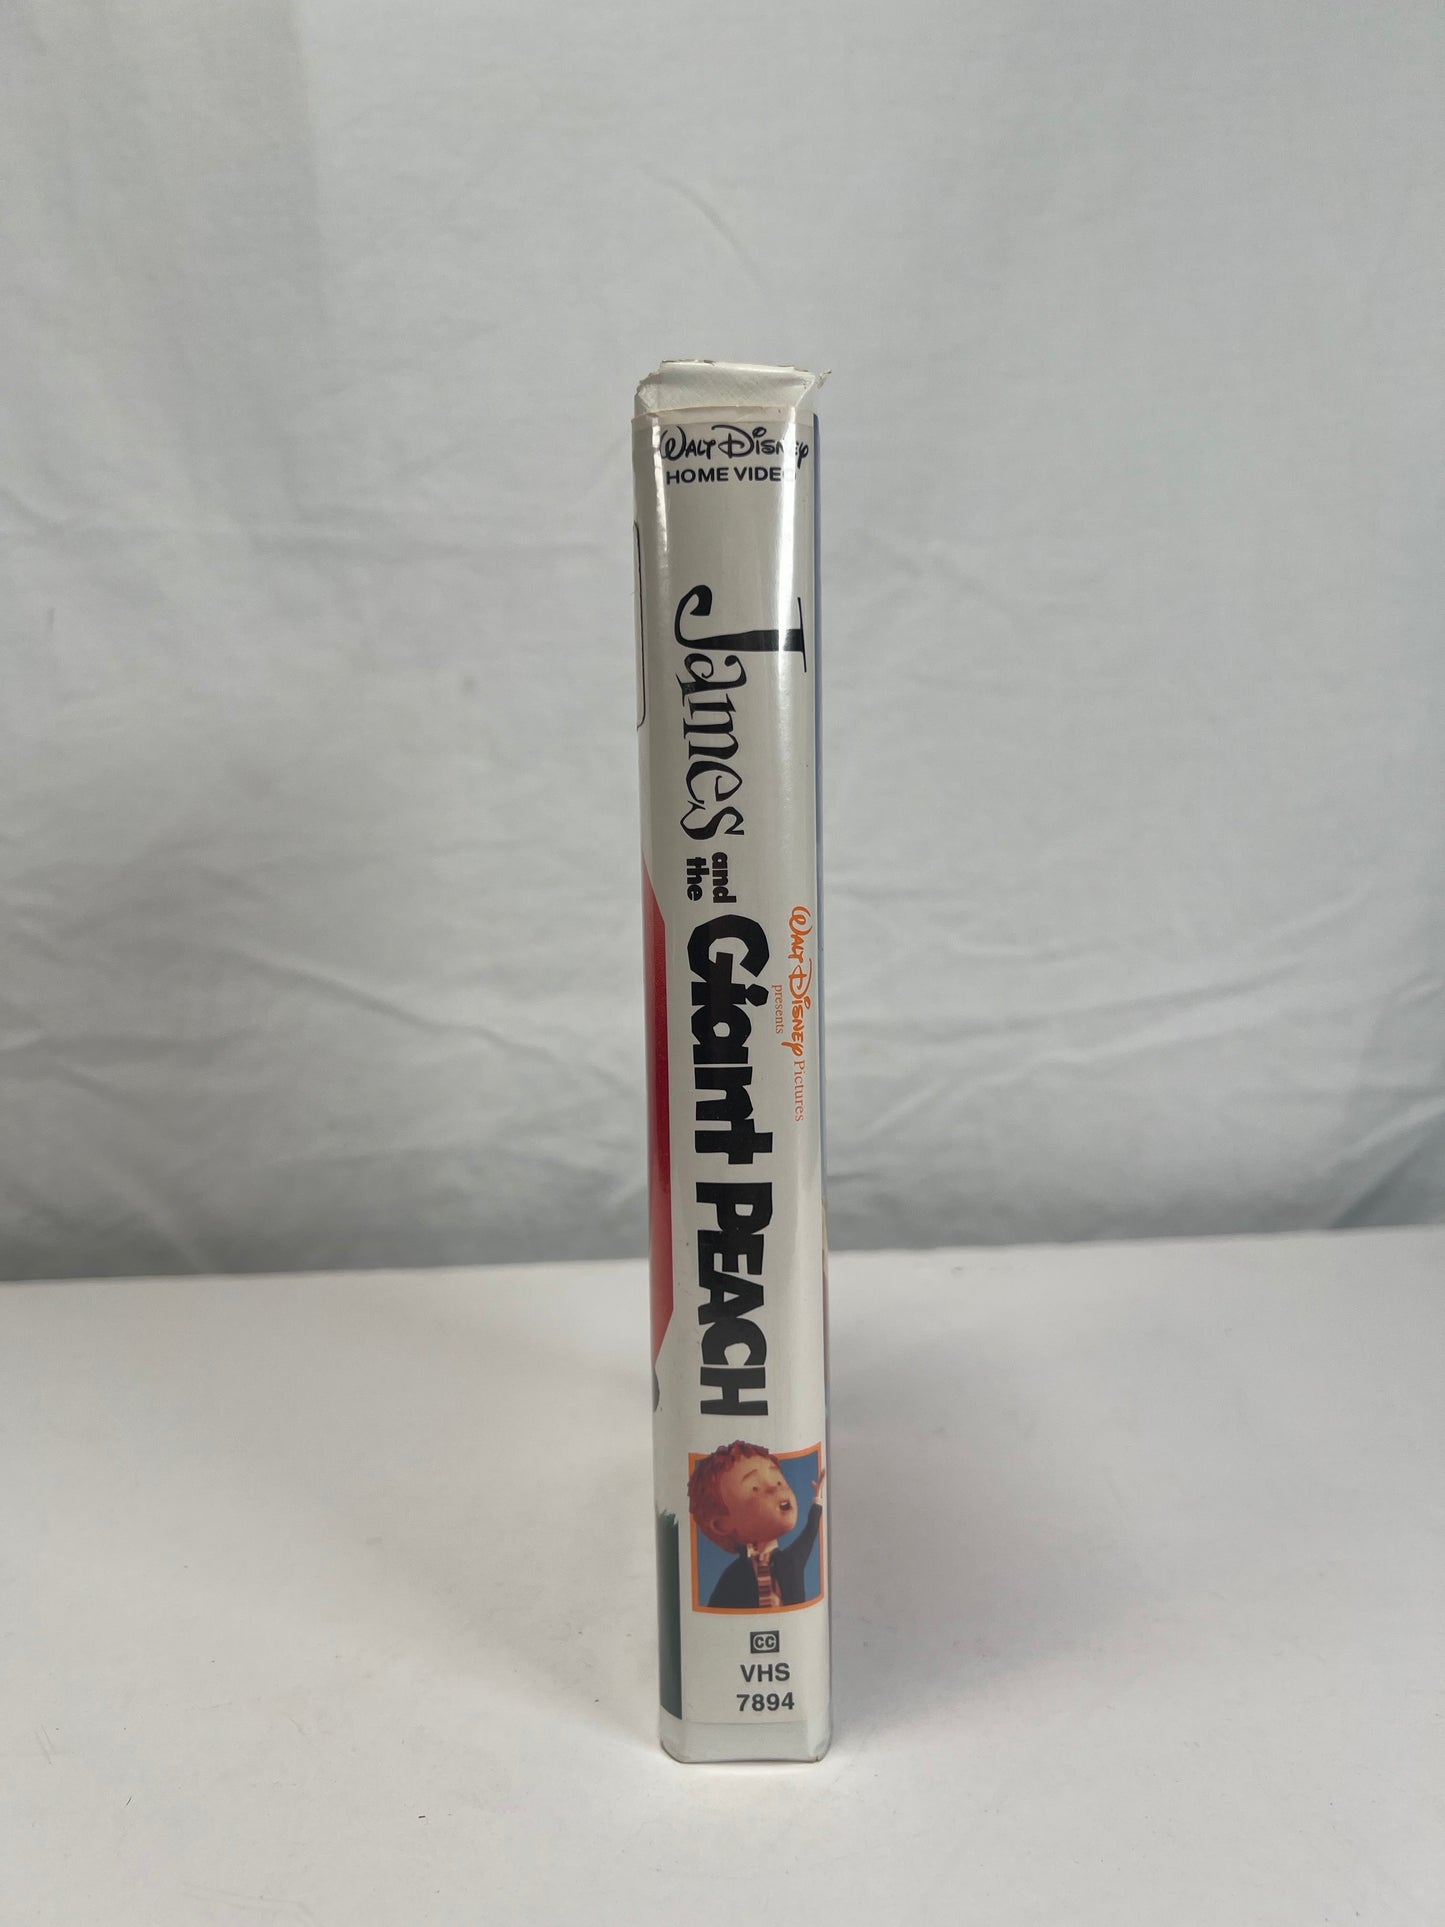 WALT DISNEY
HOME VIDEO
James
and
the
Giant PEACH
WALT DISNEY Pictures
presents
CC
VHS
7894